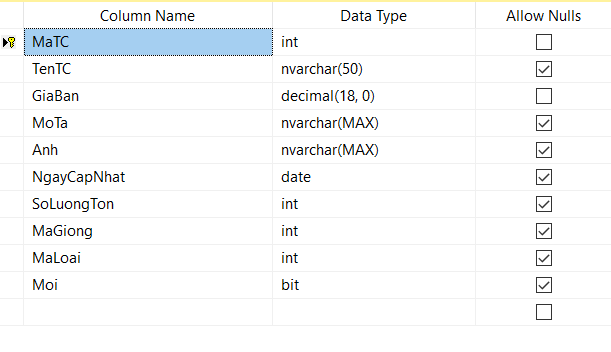 Column Name Data Type Allow Nulls
MaTC int
TenTC nvarchar(50)
GiaBan decimal(18, 0)
MoTa nvarchar(MAX)
Anh nvarchar(MAX)
NgayCapNhat date
SoLuongTon int
MaGiong int
MaLoai int
Moi bit